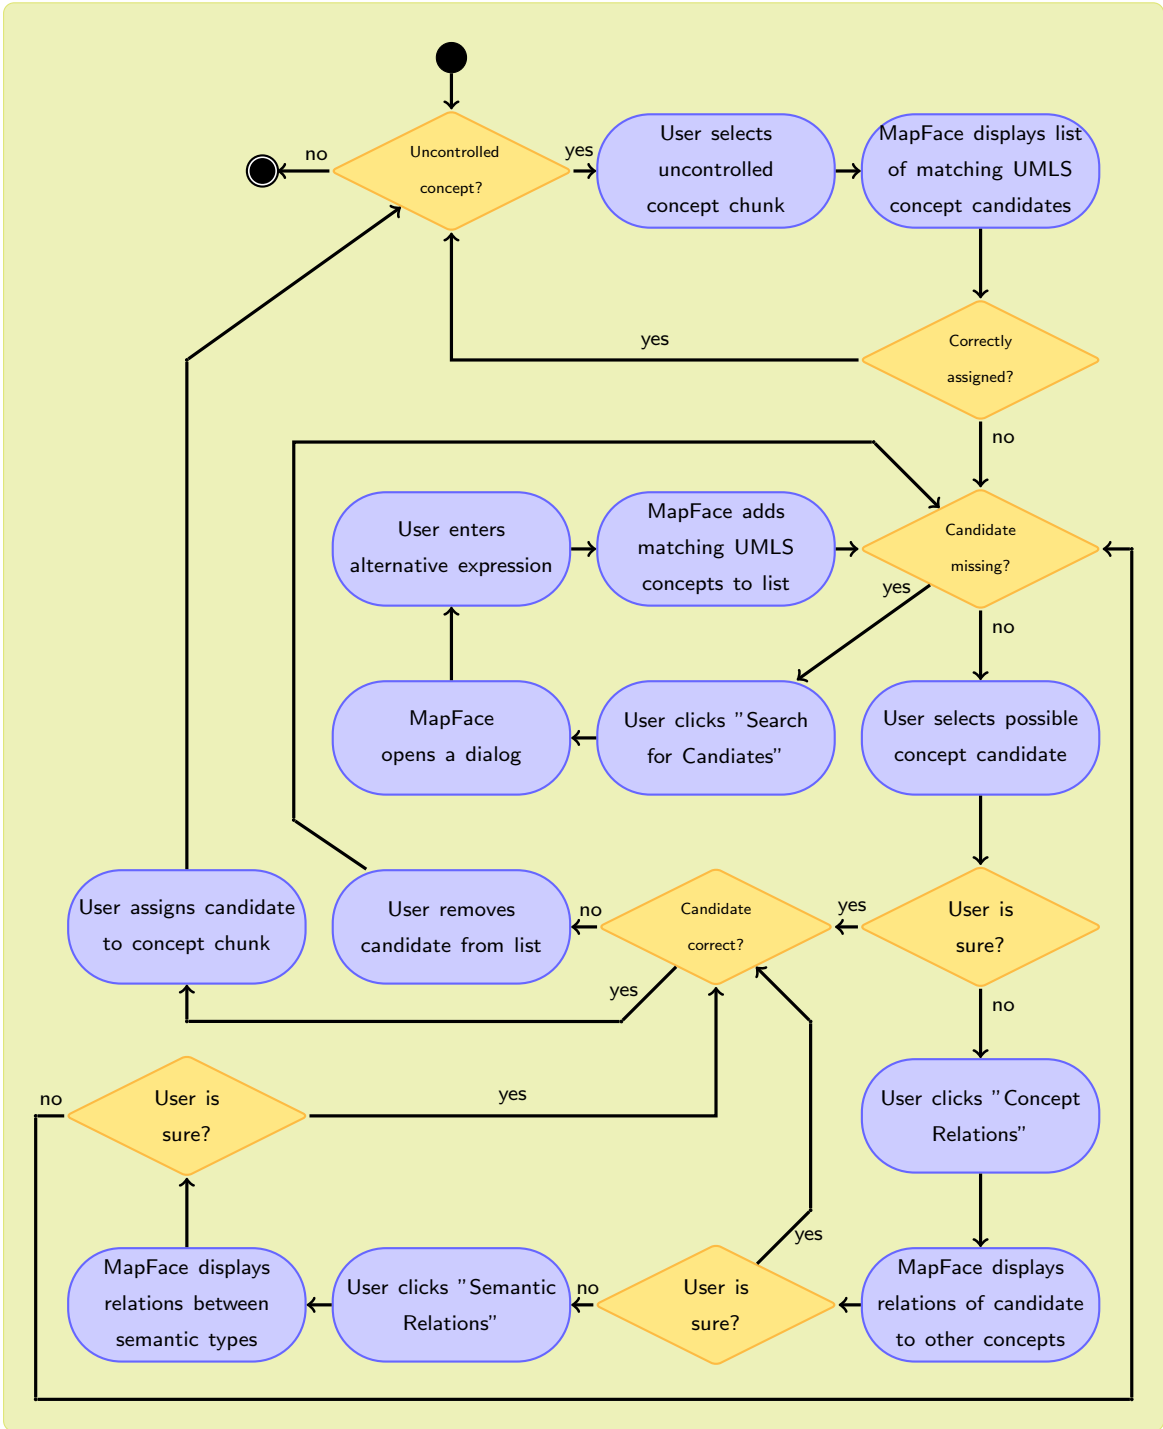 no
Uncontrolled
concept?
yes
User selects
uncontrolled
concept chunk
MapFace displays list
of matching UMLS
concept candidates
yes
Correctly
assigned?
no
User enters
alternative expression
MapFace adds
matching UMLS
concepts to list
Candidate
missing?
yes
no
MapFace
opens a dialog
User clicks "Search
for Candiates"
User selects possible
concept candidate
User assigns candidate
to concept chunk
User removes
candidate from list
no
Candidate
correct?
yes
User is
sure?
yes
no
no
User is
sure?
yes
User clicks "Concept
Relations"
MapFace displays
relations between
semantic types
User clicks "Semantic
Relations"
no
User is
sure?
yes
MapFace displays
relations of candidate
to other concepts